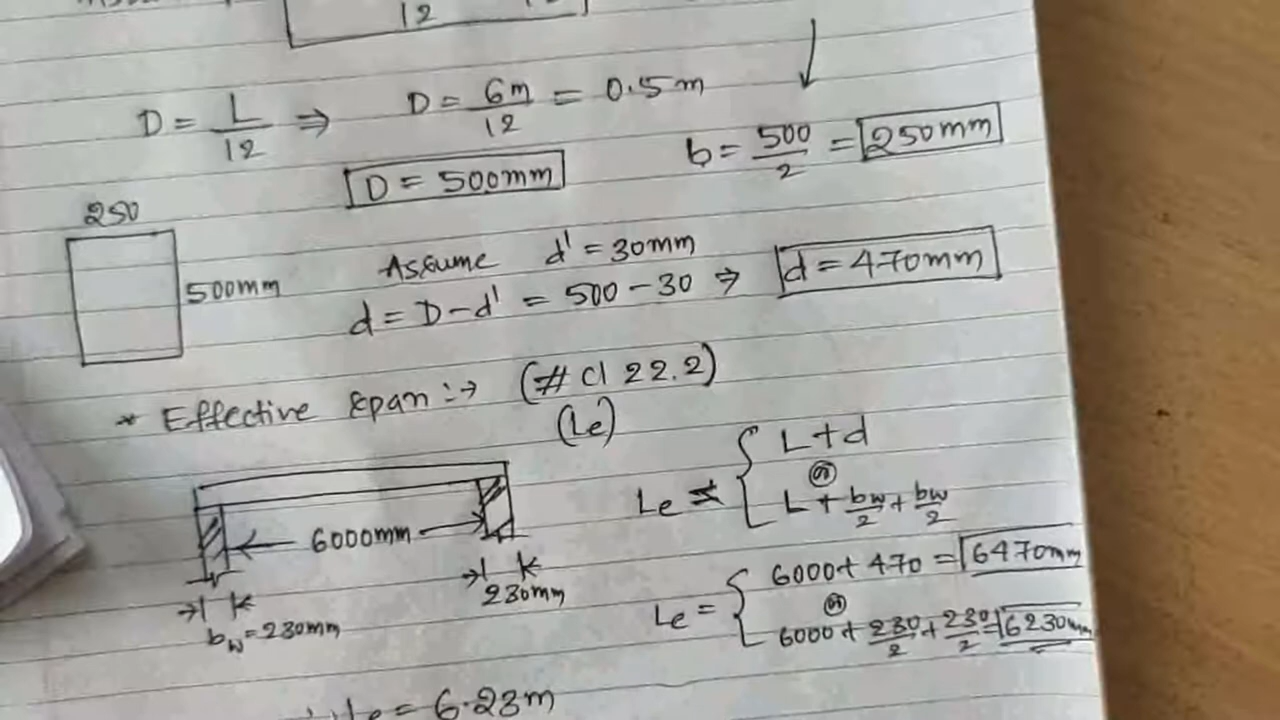 12
D = L/12 ⇒ D = 6m/12 = 0.5 m
D = 500mm
b = 500/2 = 250mm
250
500mm
Assume d' = 30mm
d = D - d' = 500 - 30 ⇒ d = 470mm
* Effective span :→ (# Cl 22.2)
(Le)
6000mm
230mm
bw = 230mm
Le = { L + d
or
L + bw/2 + bw/2
Le = { 6000 + 470 = 6470mm
or
6000 + 230/2 + 230/2 = 6230mm
Le = 6.23m